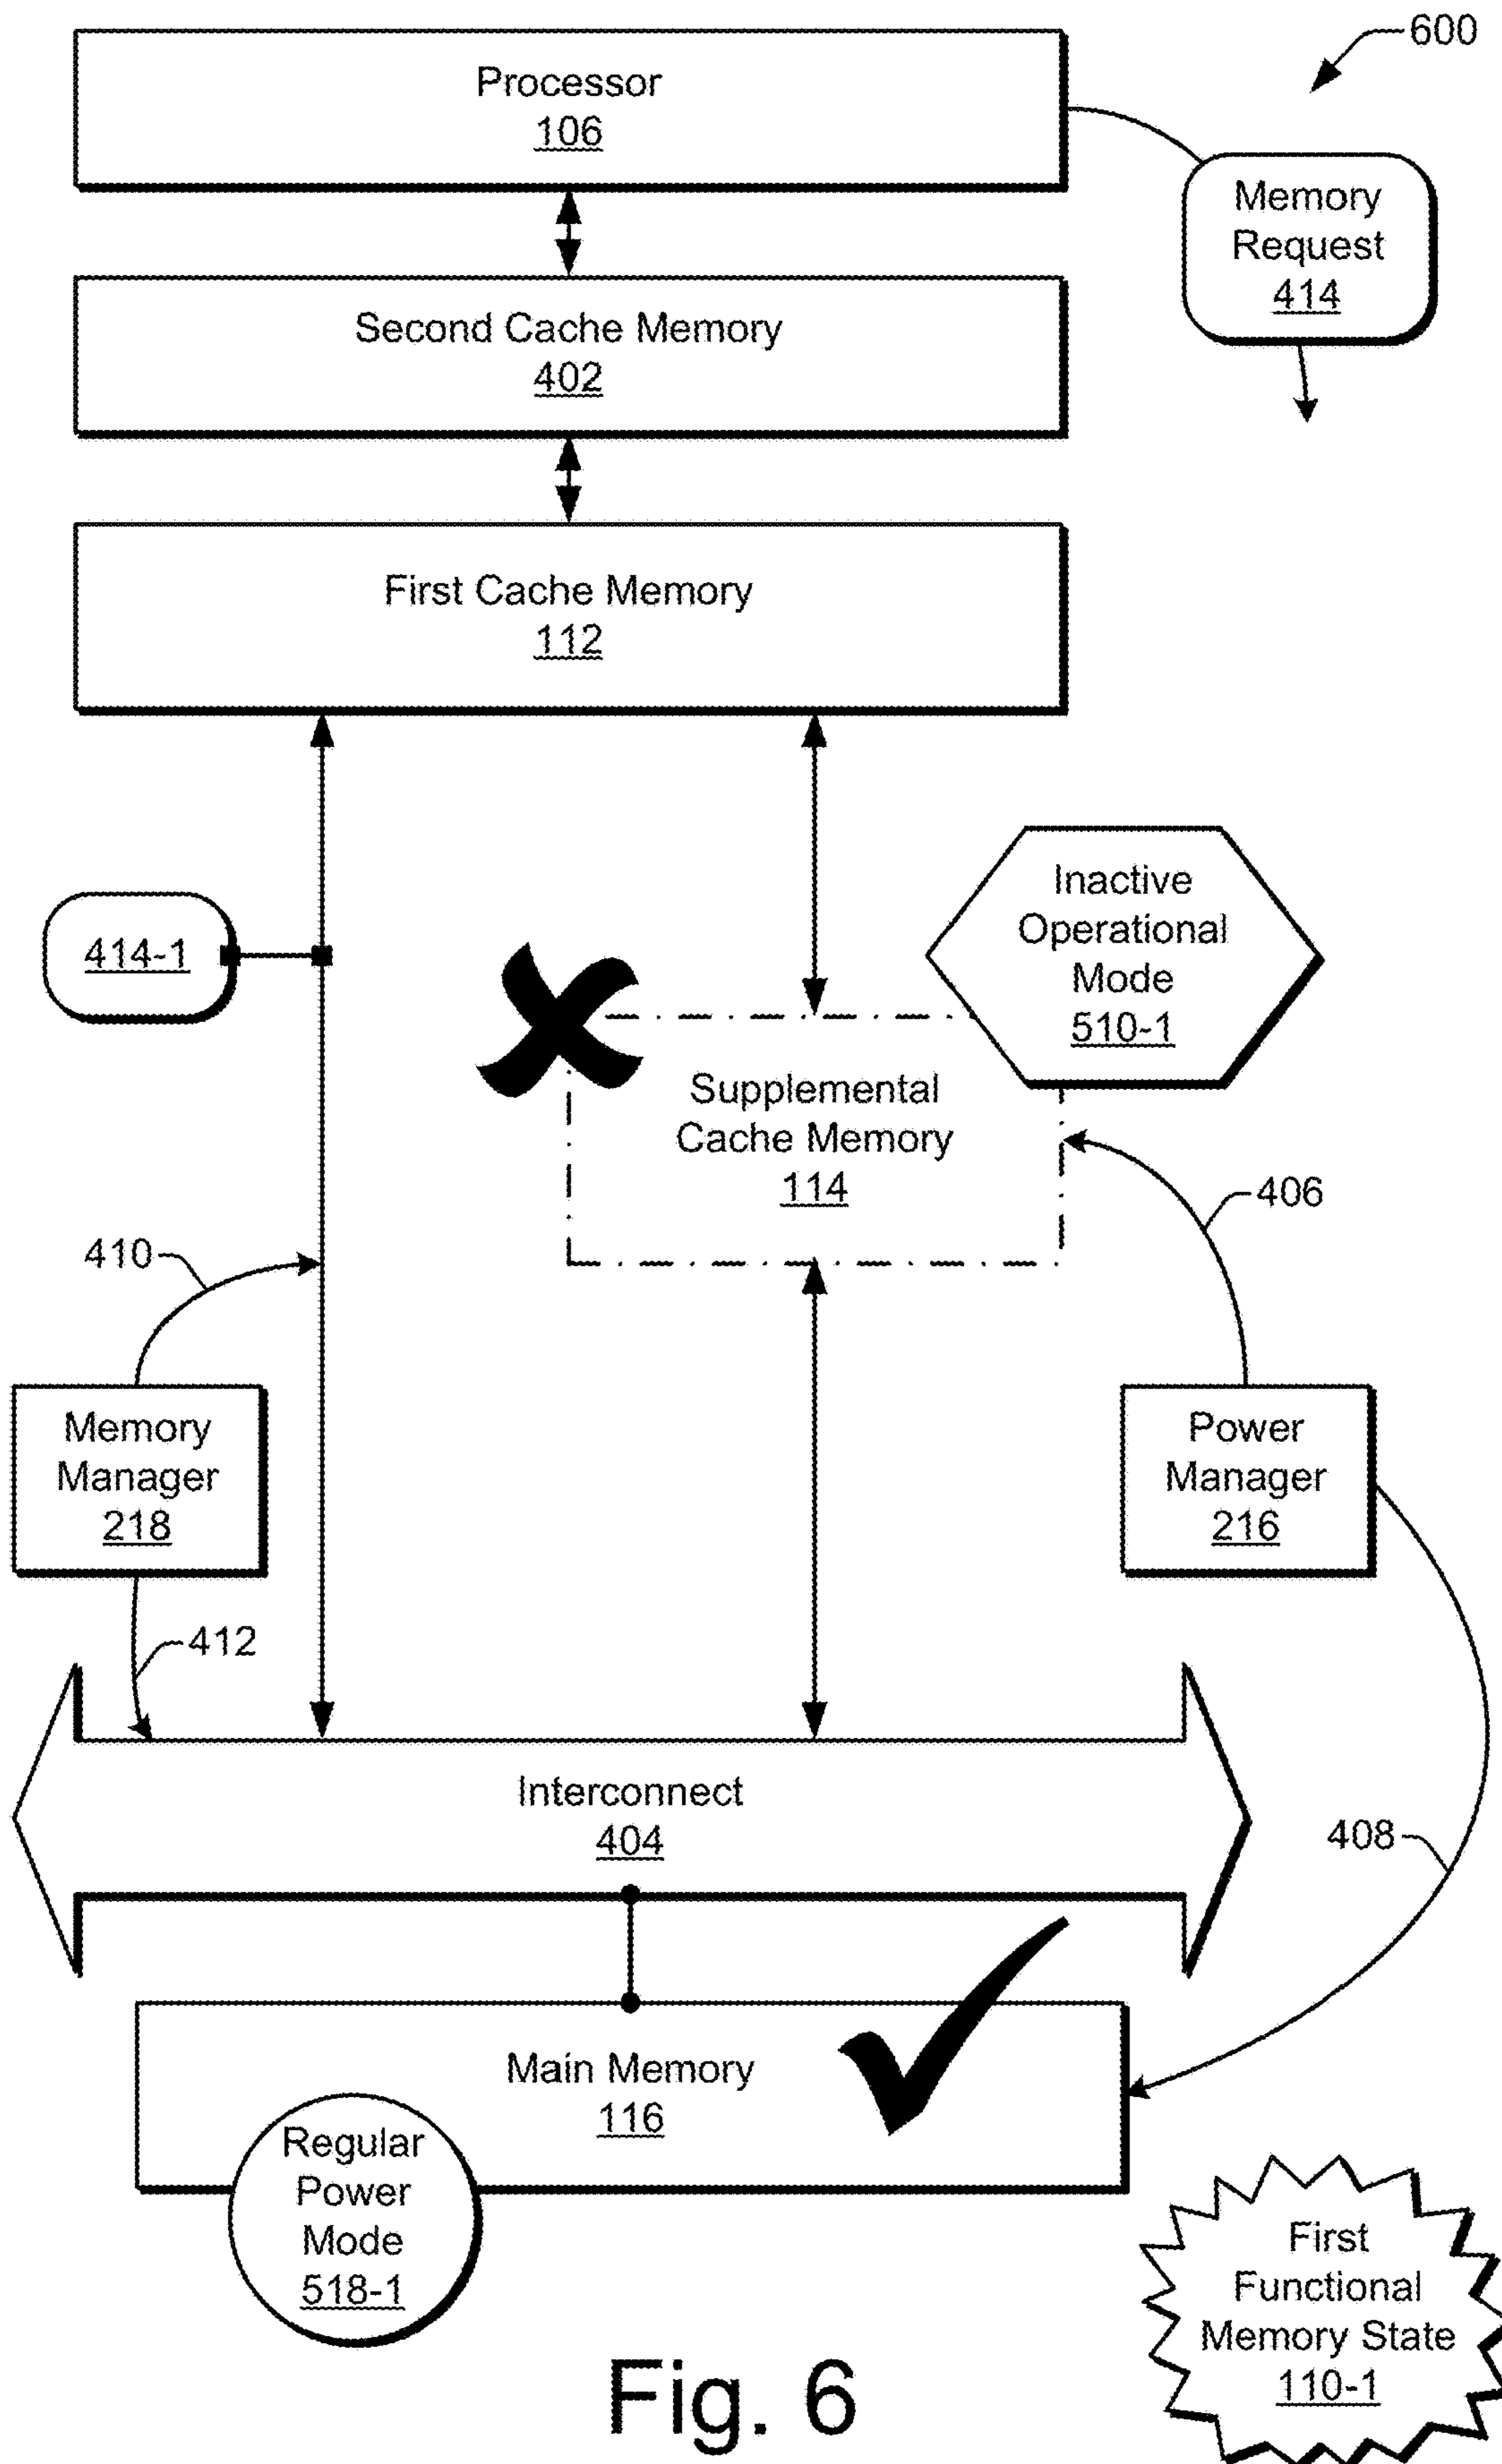 600
Processor
106
Memory
Request
414
Second Cache Memory
402
First Cache Memory
112
414-1
Inactive
Operational
Mode
510-1
Supplemental
Cache Memory
114
406
410
Memory
Manager
218
Power
Manager
216
412
Interconnect
404
408
Main Memory
116
Regular
Power
Mode
518-1
First
Functional
Memory State
110-1
Fig. 6